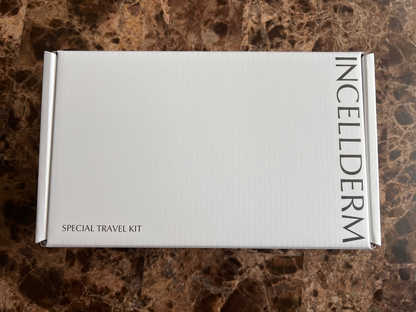 INCELLDERM
SPECIAL TRAVEL KIT